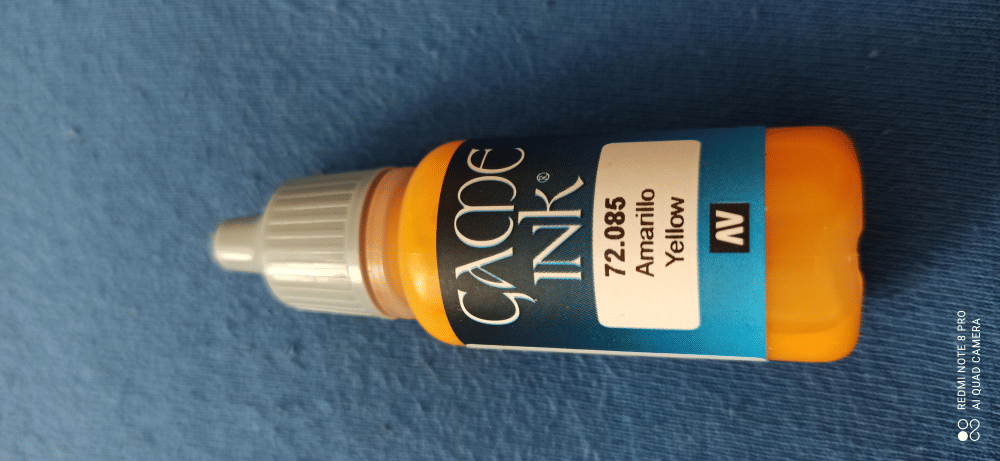 GAME
INK®
72.085
Amarillo
Yellow
AV
REDMI NOTE 8 PRO
AI QUAD CAMERA